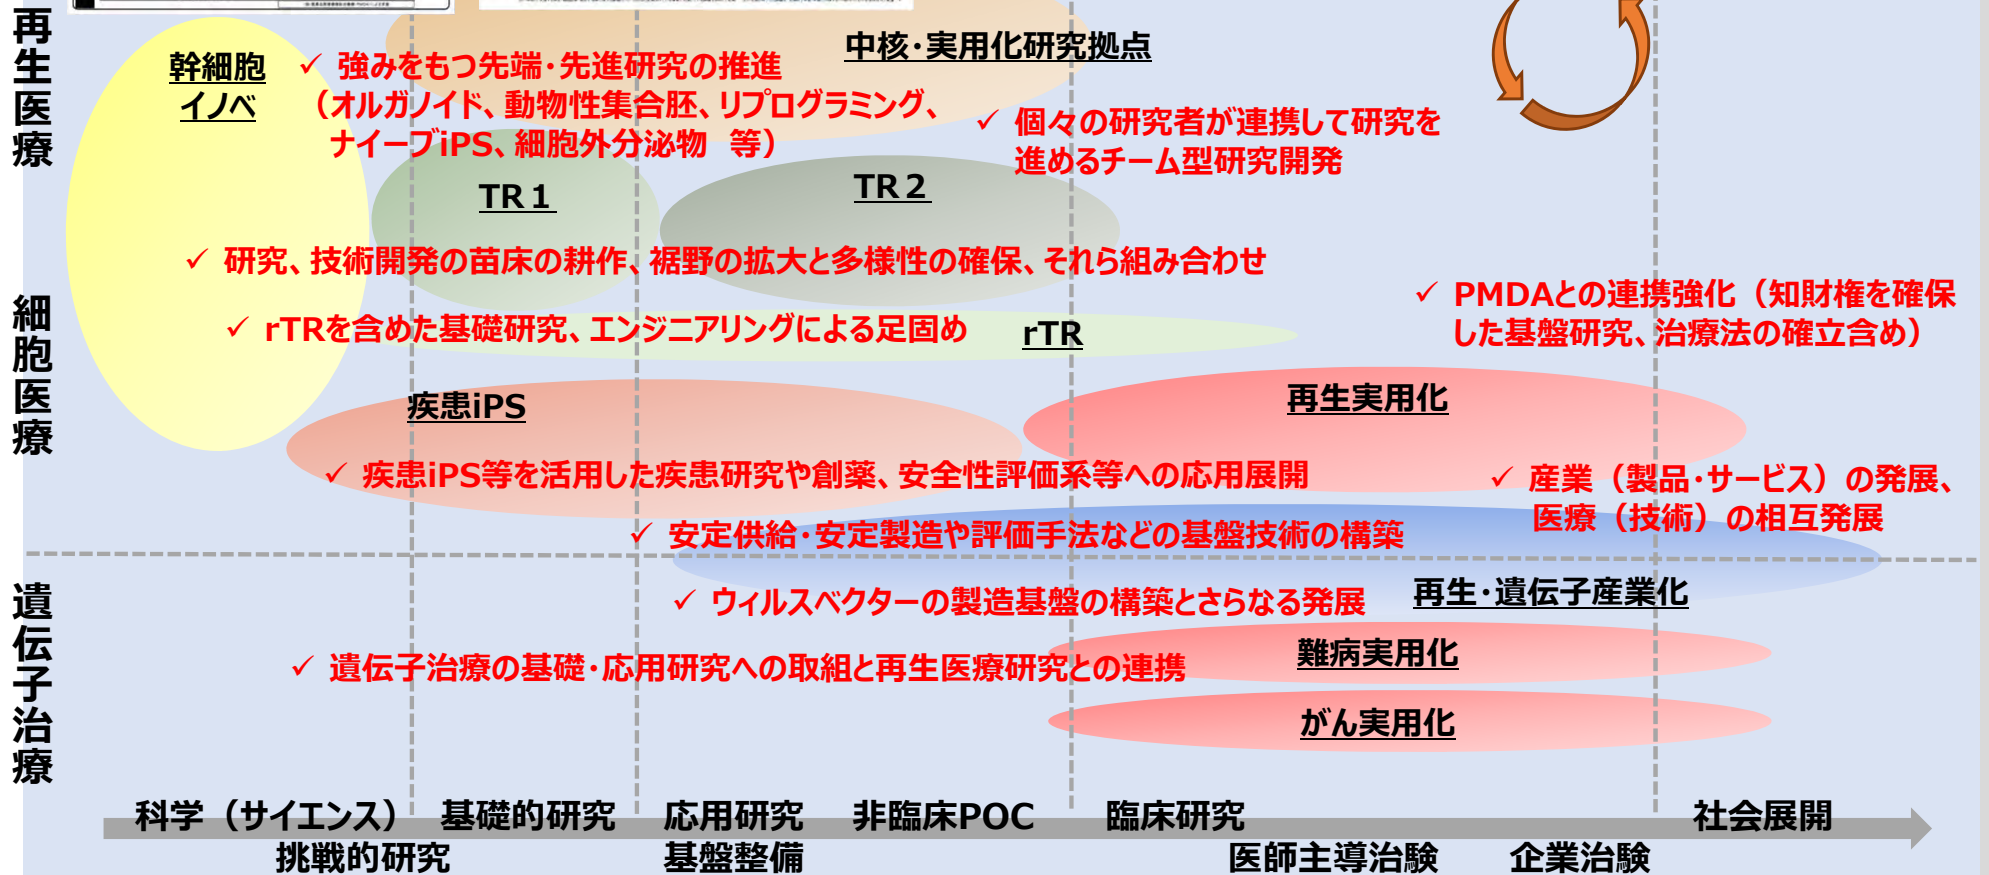 再生医療
細胞医療
遺伝子治療
中核･実用化研究拠点
幹細胞
イノベ
✓ 強みをもつ先端･先進研究の推進
（オルガノイド、動物性集合胚、リプログラミング、
ナイーブiPS、細胞外分泌物 等）
✓ 個々の研究者が連携して研究を
進めるチーム型研究開発
TR１
TR２
✓ 研究、技術開発の苗床の耕作、裾野の拡大と多様性の確保、それら組み合わせ
✓ PMDAとの連携強化（知財権を確保
した基盤研究、治療法の確立含め）
✓ rTRを含めた基礎研究、エンジニアリングによる足固め
rTR
疾患iPS
再生実用化
✓ 疾患iPS等を活用した疾患研究や創薬、安全性評価系等への応用展開
✓ 産業（製品･サービス）の発展、
医療（技術）の相互発展
✓ 安定供給･安定製造や評価手法などの基盤技術の構築
再生･遺伝子産業化
✓ ウィルスベクターの製造基盤の構築とさらなる発展
✓ 遺伝子治療の基礎･応用研究への取組と再生医療研究との連携
難病実用化
がん実用化
科学（サイエンス） 基礎的研究 応用研究 非臨床POC 臨床研究 社会展開
挑戦的研究 基盤整備 医師主導治験 企業治験